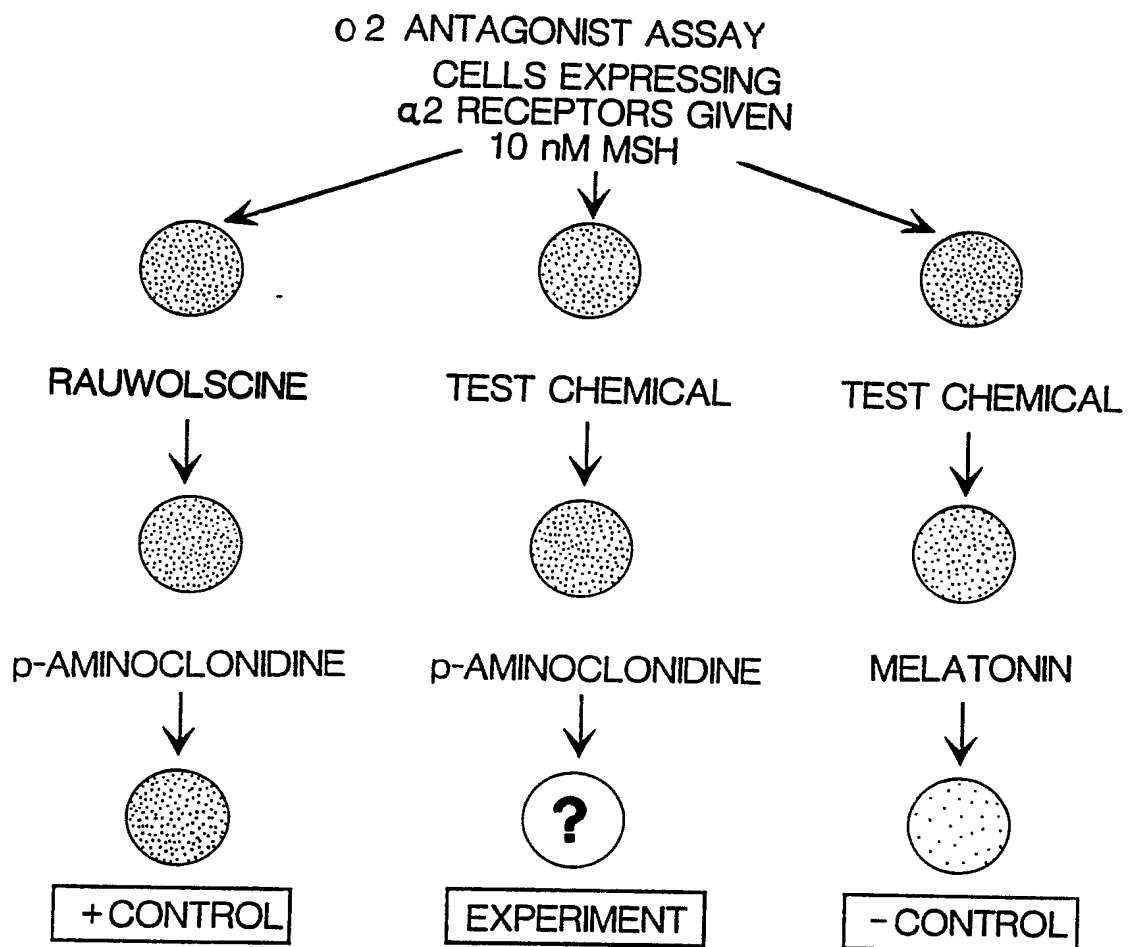 o 2 ANTAGONIST ASSAY
CELLS EXPRESSING
α2 RECEPTORS GIVEN
10 nM MSH
RAUWOLSCINE
TEST CHEMICAL
TEST CHEMICAL
p-AMINOCLONIDINE
p-AMINOCLONIDINE
MELATONIN
?
+CONTROL
EXPERIMENT
-CONTROL